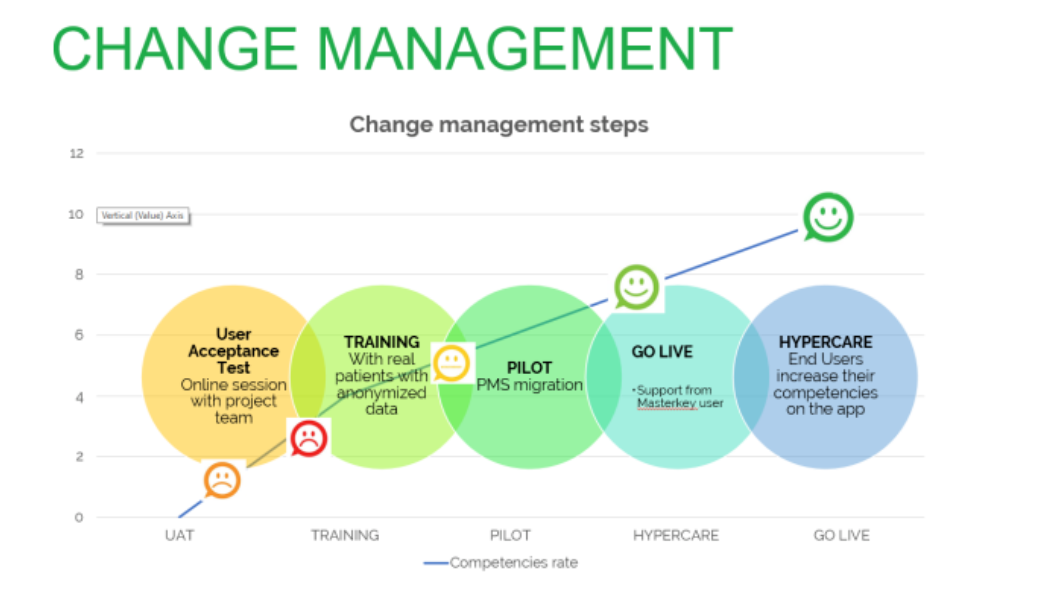 CHANGE MANAGEMENT
Change management steps
12
10
Vertical (Value) Axis
8
6
4
2
0
User
Acceptance
Test
Online session
with project
team
TRAINING
With real
patients with
anonymized
data
PILOT
PMS migration
GO LIVE
•Support from
Masterkey user
HYPERCARE
End Users
increase their
competencies
on the app
UAT
TRAINING
PILOT
HYPERCARE
GO LIVE
Competencies rate